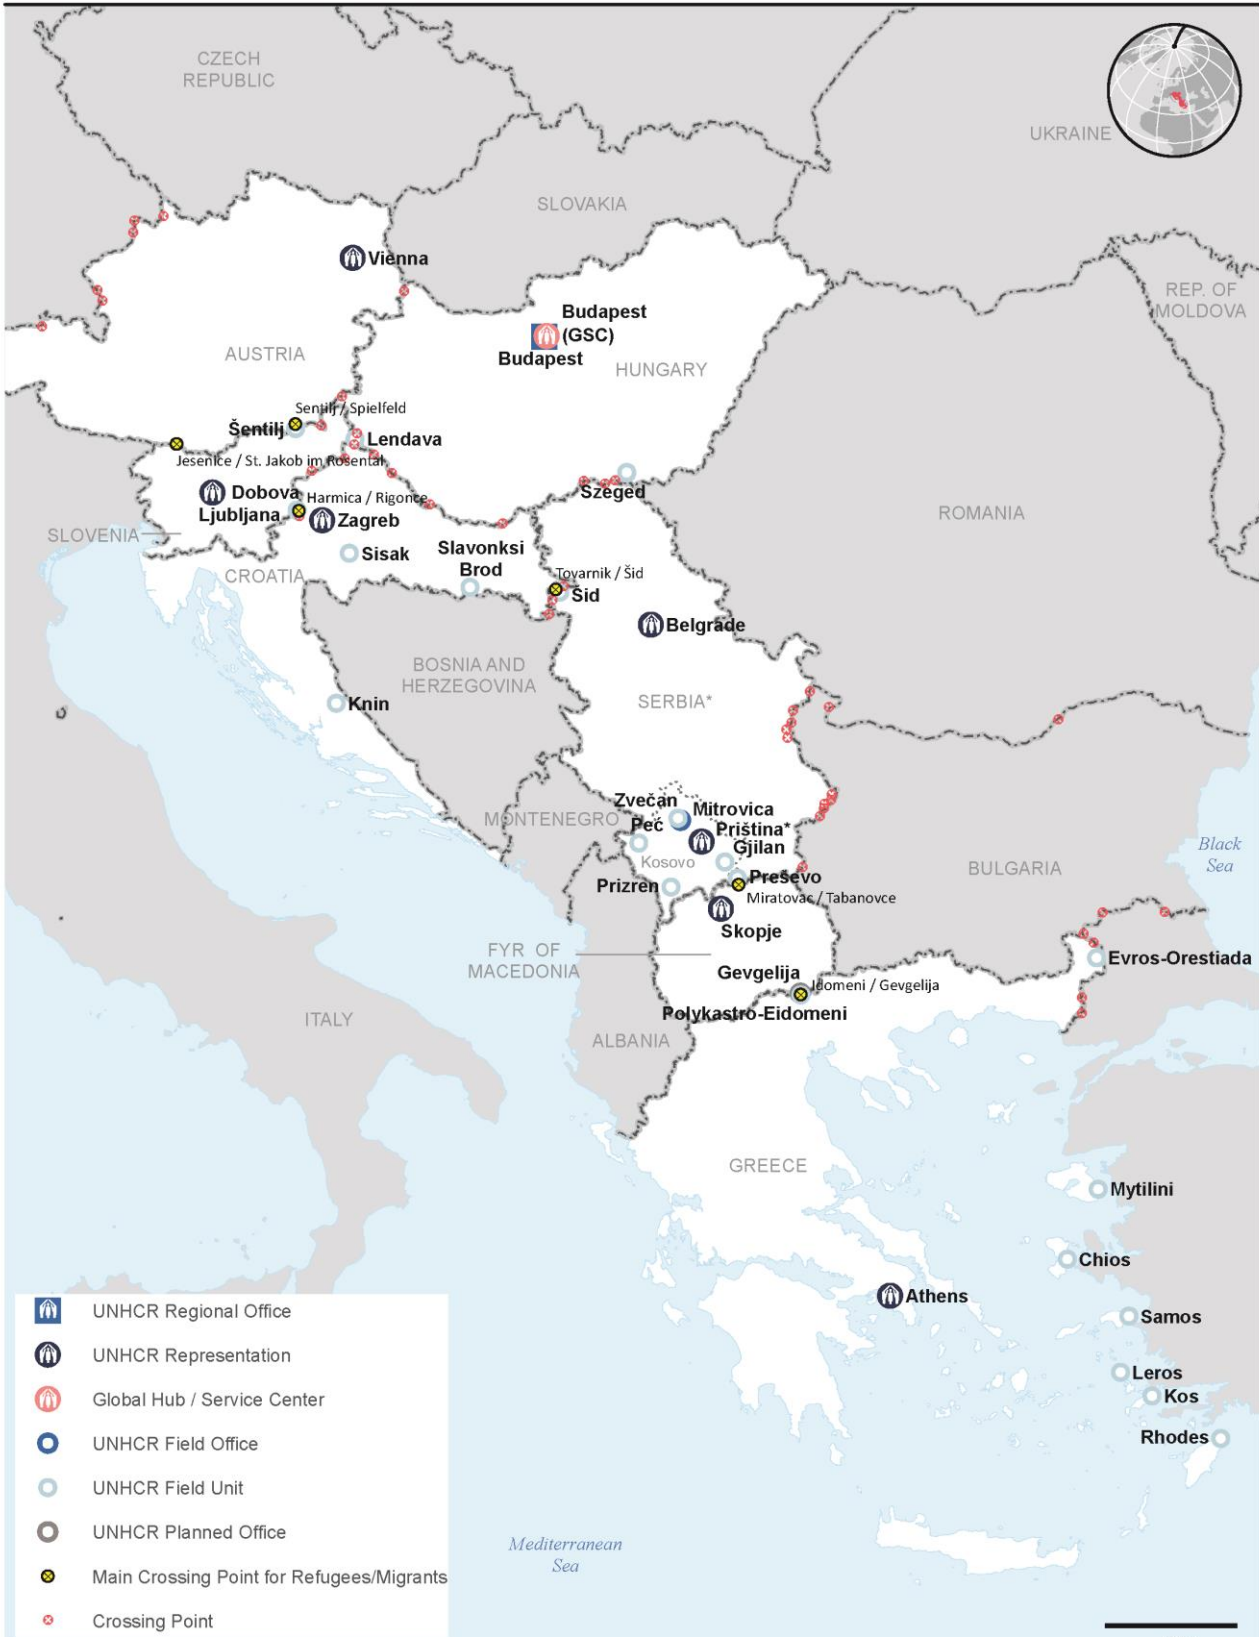 CZECH
REPUBLIC
UKRAINE
SLOVAKIA
Vienna
REP. OF
MOLDOVA
Budapest
(GSC)
Budapest
AUSTRIA
HUNGARY
Sentilj / Spielfeld
Šentilj
Lendava
Jesenice / St. Jakob im Rosental
Szeged
Dobova
Harmica / Rigonce
Ljubljana
Zagreb
ROMANIA
SLOVENIA
Sisak
Slavonksi
Brod
CROATIA
Tovarnik / Šid
Šid
Belgrade
BOSNIA AND
HERZEGOVINA
SERBIA*
Knin
Zvečan
Mitrovica
MONTENEGRO
Peć
Priština*
Gjilan
Kosovo
Black
Sea
BULGARIA
Prizren
Preševo
Miratovac / Tabanovce
Skopje
FYR OF
MACEDONIA
Evros-Orestiada
Gevgelija
Idomeni / Gevgelija
Polykastro-Eidomeni
ITALY
ALBANIA
GREECE
Mytilini
Chios
Athens
Samos
Leros
Kos
Rhodes
Mediterranean
Sea
UNHCR Regional Office
UNHCR Representation
Global Hub / Service Center
UNHCR Field Office
UNHCR Field Unit
UNHCR Planned Office
Main Crossing Point for Refugees/Migrants
Crossing Point